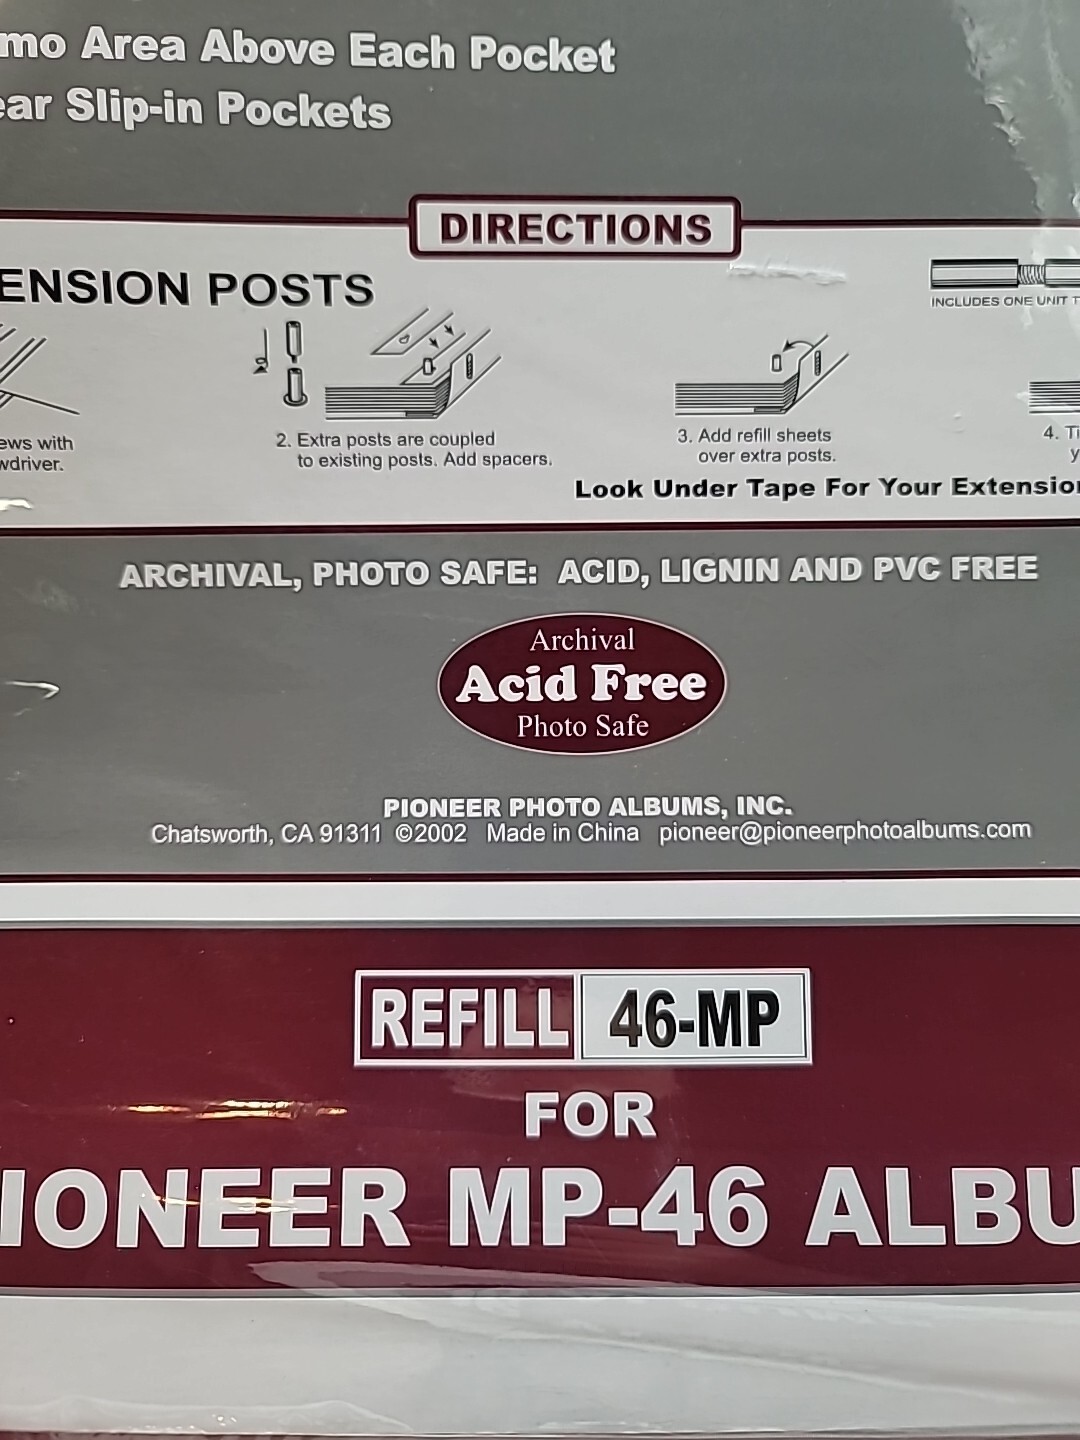 mo Area Above Each Pocket
ear Slip-in Pockets
DIRECTIONS
ENSION POSTS
INCLUDES ONE UNIT T
ews with
wdriver.
2. Extra posts are coupled
to existing posts. Add spacers.
3. Add refill sheets
over extra posts.
4. Ti
y
Look Under Tape For Your Extension
ARCHIVAL, PHOTO SAFE: ACID, LIGNIN AND PVC FREE
Archival
Acid Free
Photo Safe
PIONEER PHOTO ALBUMS, INC.
Chatsworth, CA 91311 ©2002 Made in China pioneer@pioneerphotoalbums.com
REFILL 46-MP
FOR
IONEER MP-46 ALBU